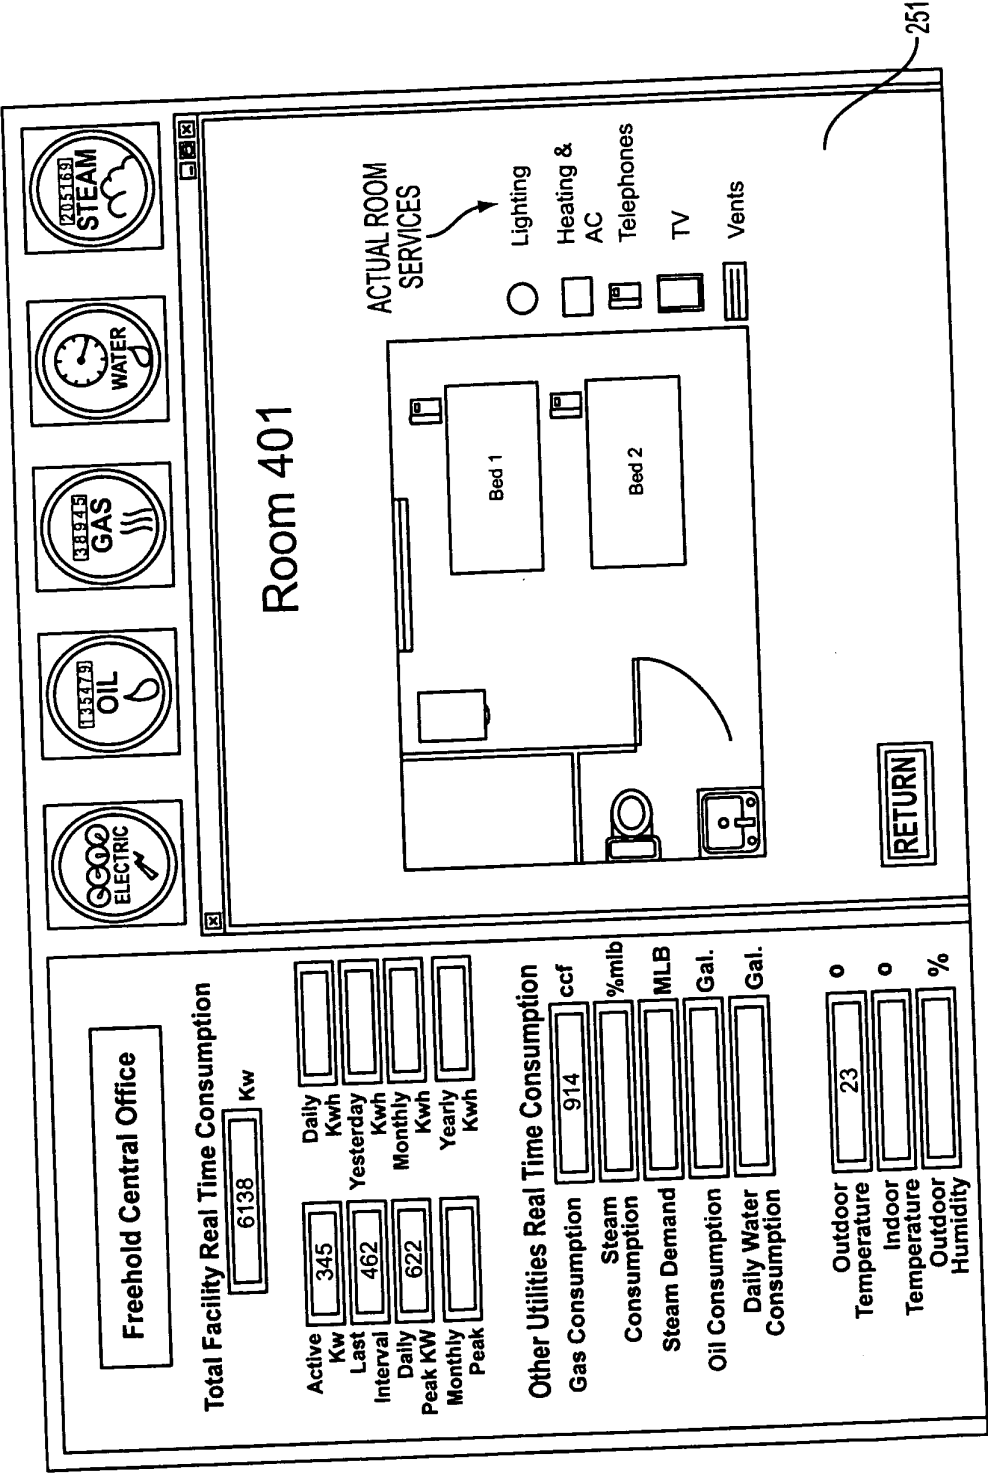 Freehold Central Office
Total Facility Real Time Consumption
6138 Kw
Active Kw 345
Last Interval 462
Daily Peak KW 622
Monthly Peak
Daily Kwh
Yesterday Kwh
Monthly Kwh
Yearly Kwh
Other Utilities Real Time Consumption
Gas Consumption 914 ccf
Steam Consumption %mlb
Steam Demand MLB
Oil Consumption Gal.
Daily Water Consumption Gal.
Outdoor Temperature 23 o
Indoor Temperature o
Outdoor Humidity %
ELECTRIC
135479
OIL
38945
GAS
WATER
205169
STEAM
Room 401
ACTUAL ROOM
SERVICES
Lighting
Heating &
AC
Telephones
TV
Vents
Bed 1
Bed 2
RETURN
251